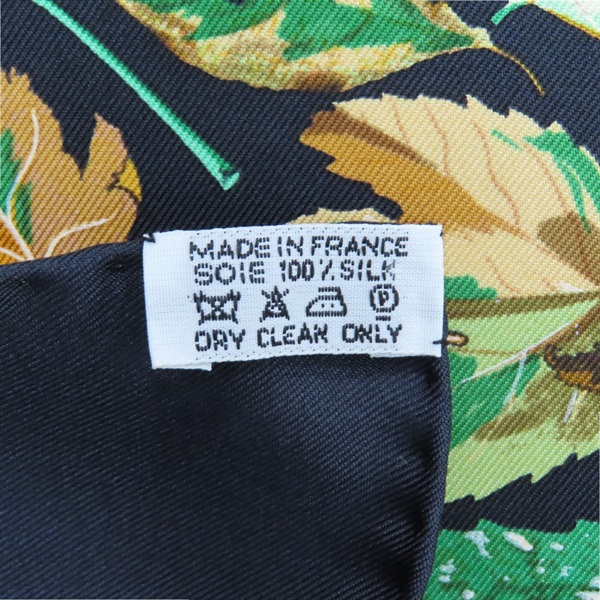 MADE IN FRANCE
SOIE 100% SILK
P
DRY CLEAN ONLY